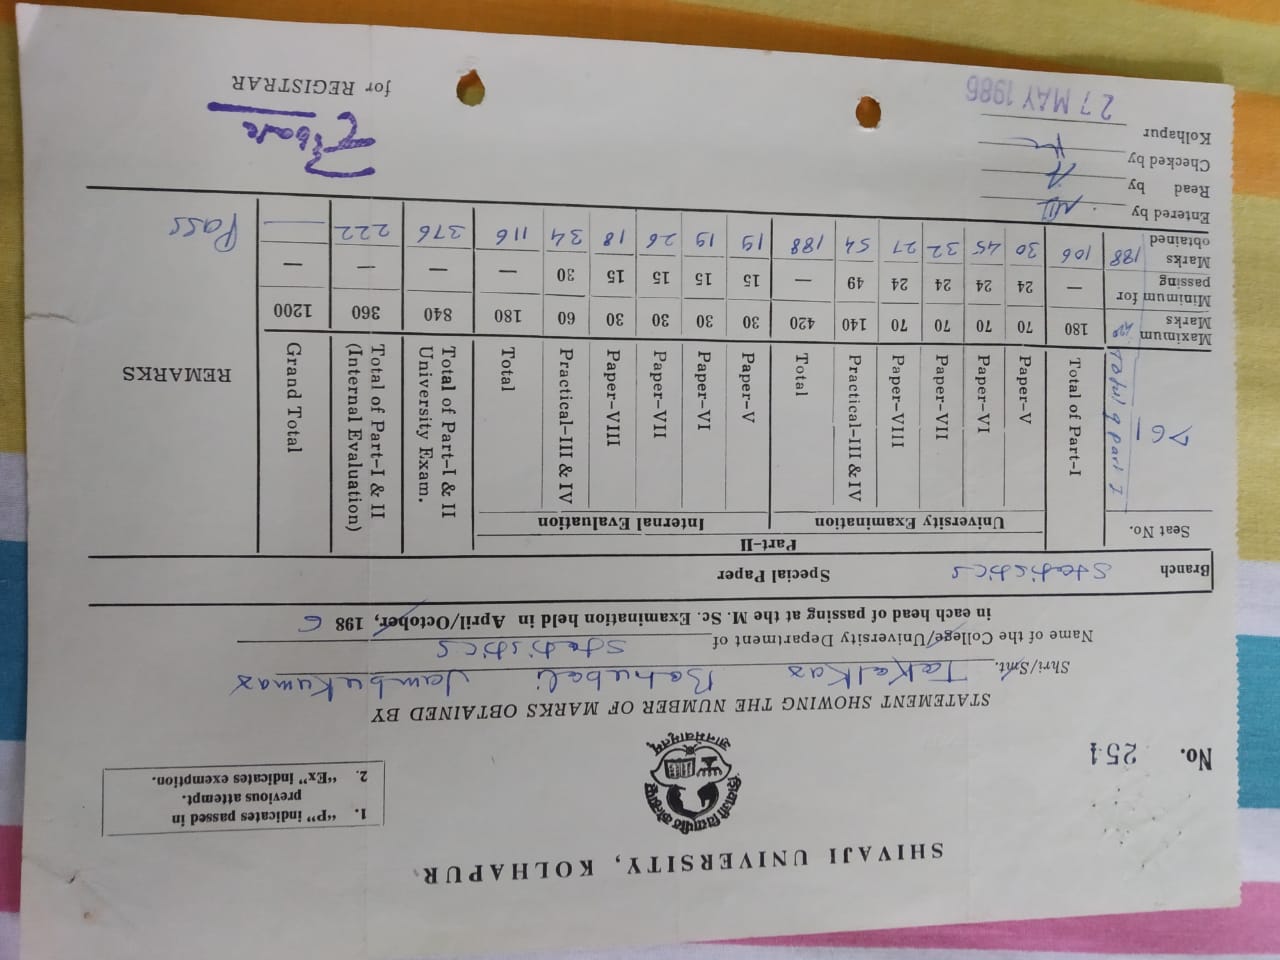 SHIVAJI UNIVERSITY, KOLHAPUR
1. "P" indicates passed in previous attempt.
2. "Ex" indicates exemption.
No. 254
STATEMENT SHOWING THE NUMBER OF MARKS OBTAINED BY
Shri/Smt. Takalkar Bahubali Jambukumar
Name of the College/University Department of Statistics
in each head of passing at the M. Sc. Examination held in October/April, 198 6
Branch Statistics Special Paper
Seat No. 761
Part-II
University Examination Internal Evaluation
Total of Part I Total of Part-I Paper-V Paper-VI Paper-VII Paper-VIII Practical-III & IV Total Paper-V Paper-VI Paper-VII Paper-VIII Practical-III & IV Total Total of Part-I & II University Exam. Total of Part-I & II (Internal Evaluation) Grand Total REMARKS
Maximum Marks 180 70 70 70 70 140 420 30 30 30 30 60 180 840 360 1200
Minimum for passing — 24 24 24 24 49 — 15 15 15 15 30 — — — —
Marks obtained 188 106 30 45 32 27 54 188 19 19 26 18 34 116 376 222 — Pass
Entered by
Read by
Checked by
Kolhapur
27 MAY 1986
for REGISTRAR